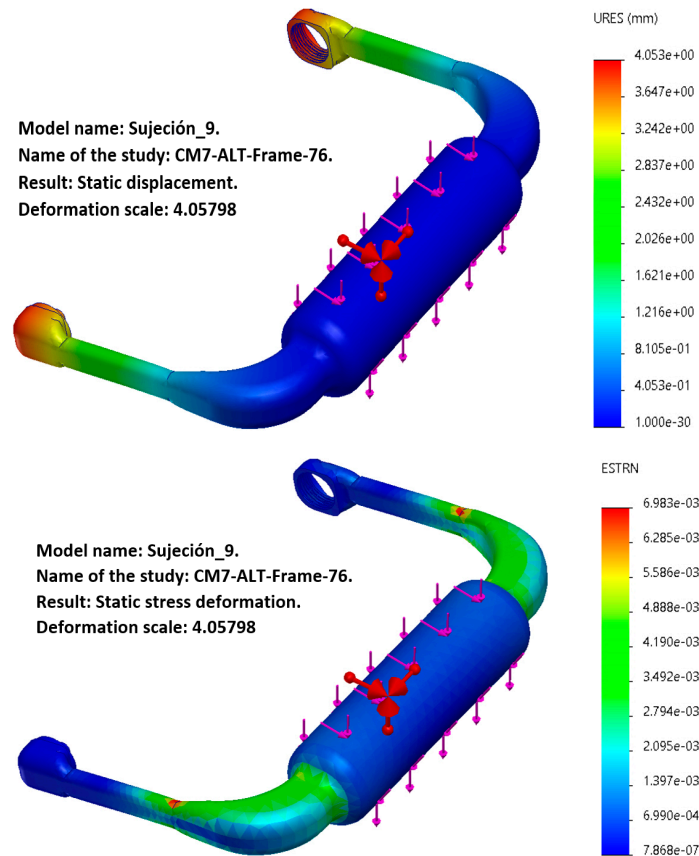 URES (mm)
4.053e+00
3.647e+00
3.242e+00
2.837e+00
2.432e+00
2.026e+00
1.621e+00
1.216e+00
8.105e-01
4.053e-01
1.000e-30
Model name: Sujeción_9.
Name of the study: CM7-ALT-Frame-76.
Result: Static displacement.
Deformation scale: 4.05798
ESTRN
6.983e-03
6.285e-03
5.586e-03
4.888e-03
4.190e-03
3.492e-03
2.794e-03
2.095e-03
1.397e-03
6.990e-04
7.868e-07
Model name: Sujeción_9.
Name of the study: CM7-ALT-Frame-76.
Result: Static stress deformation.
Deformation scale: 4.05798